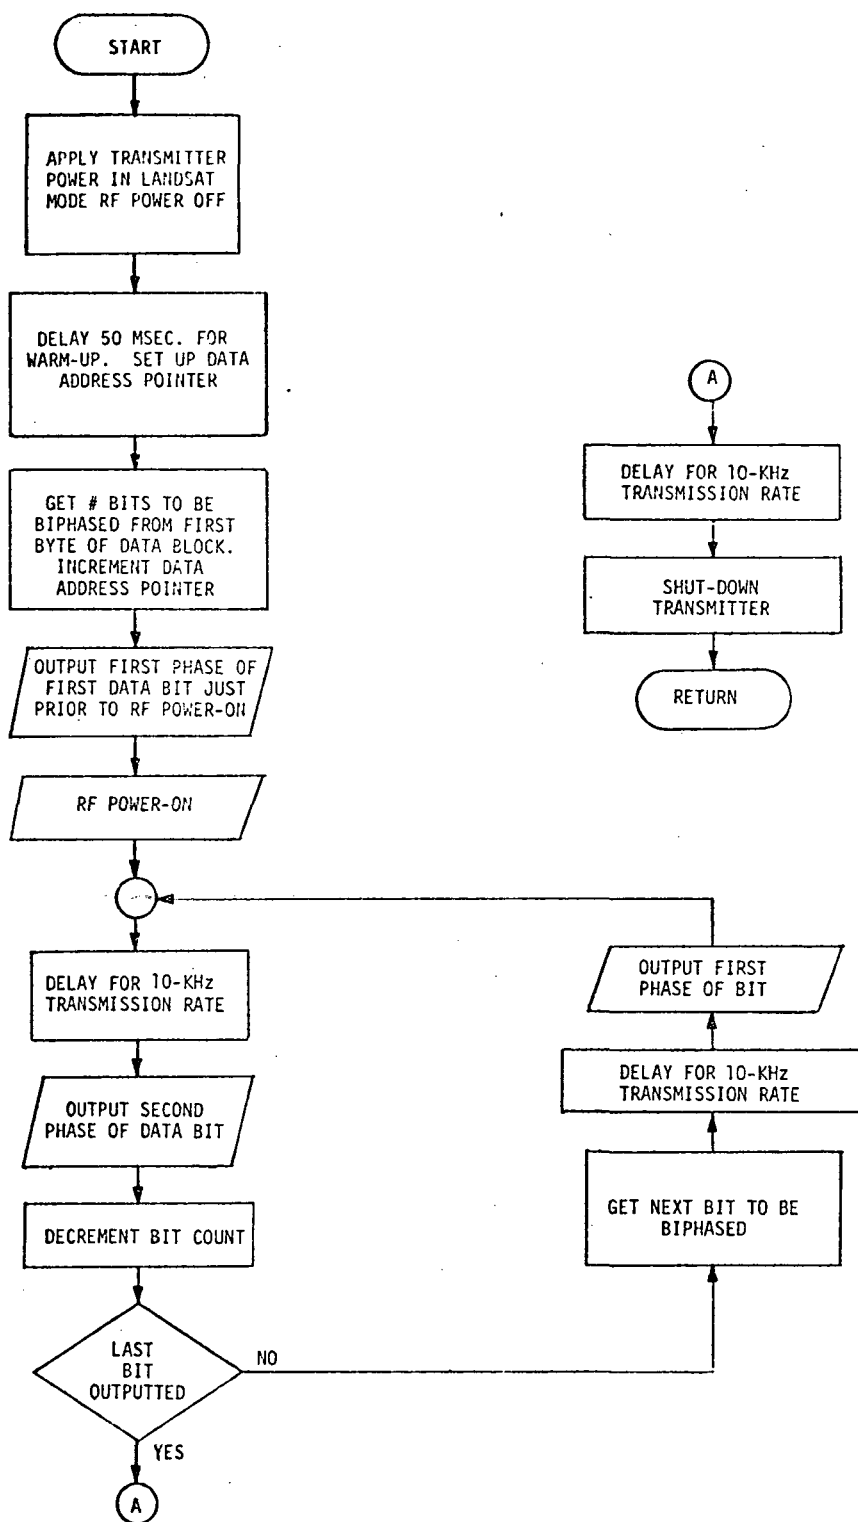 START
APPLY TRANSMITTER
POWER IN LANDSAT
MODE RF POWER OFF
DELAY 50 MSEC. FOR
WARM-UP. SET UP DATA
ADDRESS POINTER
GET # BITS TO BE
BIPHASED FROM FIRST
BYTE OF DATA BLOCK.
INCREMENT DATA
ADDRESS POINTER
OUTPUT FIRST PHASE OF
FIRST DATA BIT JUST
PRIOR TO RF POWER-ON
RF POWER-ON
DELAY FOR 10-KHz
TRANSMISSION RATE
OUTPUT SECOND
PHASE OF DATA BIT
DECREMENT BIT COUNT
LAST
BIT
OUTPUTTED
NO
YES
A
GET NEXT BIT TO BE
BIPHASED
DELAY FOR 10-KHz
TRANSMISSION RATE
OUTPUT FIRST
PHASE OF BIT
A
DELAY FOR 10-KHz
TRANSMISSION RATE
SHUT-DOWN
TRANSMITTER
RETURN